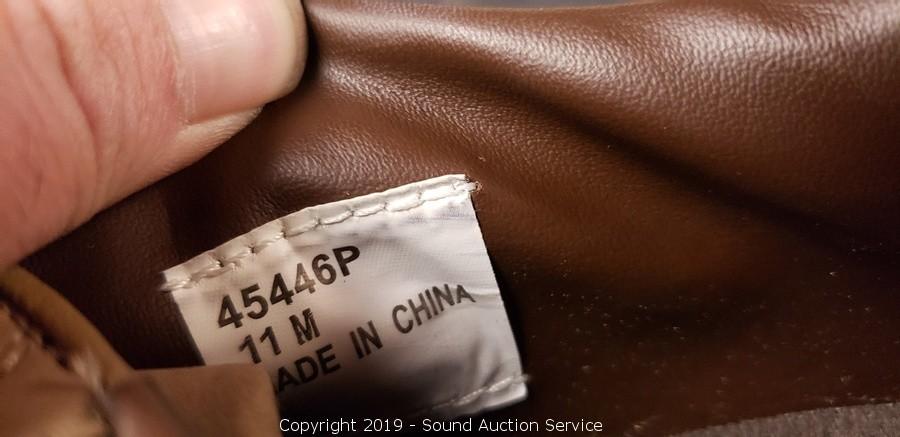 45446P
11 M
ADE IN CHINA
Copyright 2019 - Sound Auction Service